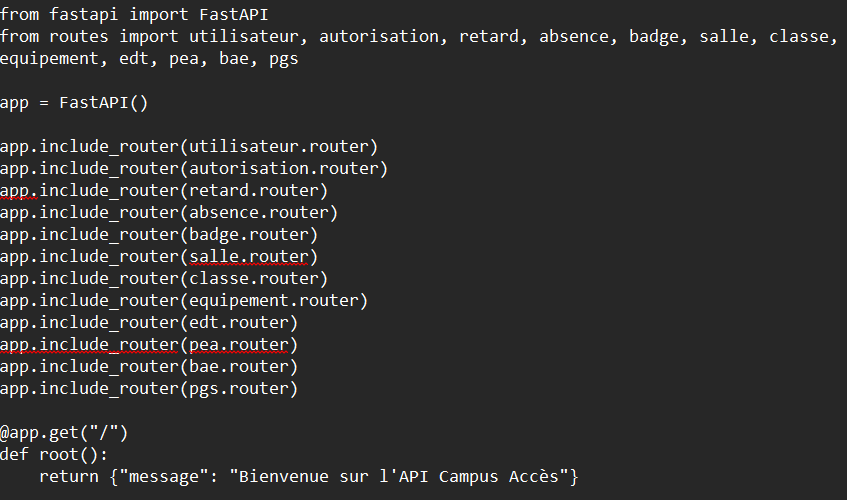 from fastapi import FastAPI
from routes import utilisateur, autorisation, retard, absence, badge, salle, classe,
equipement, edt, pea, bae, pgs
app = FastAPI()
app.include_router(utilisateur.router)
app.include_router(autorisation.router)
app.include_router(retard.router)
app.include_router(absence.router)
app.include_router(badge.router)
app.include_router(salle.router)
app.include_router(classe.router)
app.include_router(equipement.router)
app.include_router(edt.router)
app.include_router(pea.router)
app.include_router(bae.router)
app.include_router(pgs.router)
@app.get("/")
def root():
    return {"message": "Bienvenue sur l'API Campus Accès"}